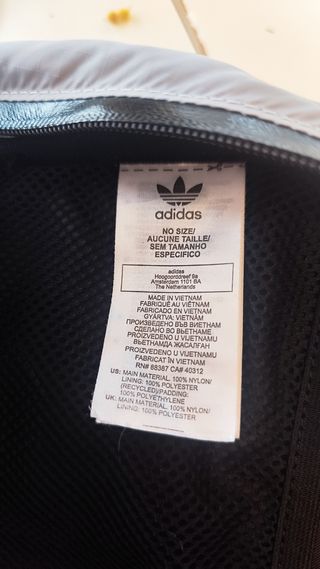 adidas
NO SIZE/
AUCUNE TAILLE/
SEM TAMANHO
ESPECIFICO
adidas
Hoogoorddreef 9a
Amsterdam 1101 BA
The Netherlands
MADE IN VIETNAM
FABRIQUÉ AU VIÊTNAM
FABRICADO EN VIETNAM
GYÁRTVA: VIETNÁM
ПРОИЗВЕДЕНО ВЪВ ВИЕТНАМ
СДЕЛАНО ВО ВЬЕТНАМЕ
PROIZVEDENO U VIJETNAMU
ВЬЕТНАМДА ЖАСАЛҒАН
PROIZVEDENO U VIJETNAMU
FABRICAT ÎN VIETNAM
RN# 88387 CA# 40312
US: MAIN MATERIAL: 100% NYLON/
LINING: 100% POLYESTER
(RECYCLED)/PADDING:
100% POLYETHYLENE
UK: MAIN MATERIAL: 100% NYLON/
LINING: 100% POLYESTER